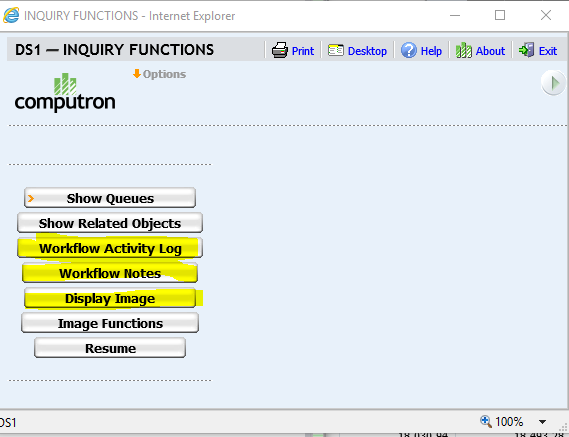 INQUIRY FUNCTIONS - Internet Explorer
DS1 — INQUIRY FUNCTIONS Print Desktop Help About Exit
Options
computron
Show Queues
Show Related Objects
Workflow Activity Log
Workflow Notes
Display Image
Image Functions
Resume
DS1 100%